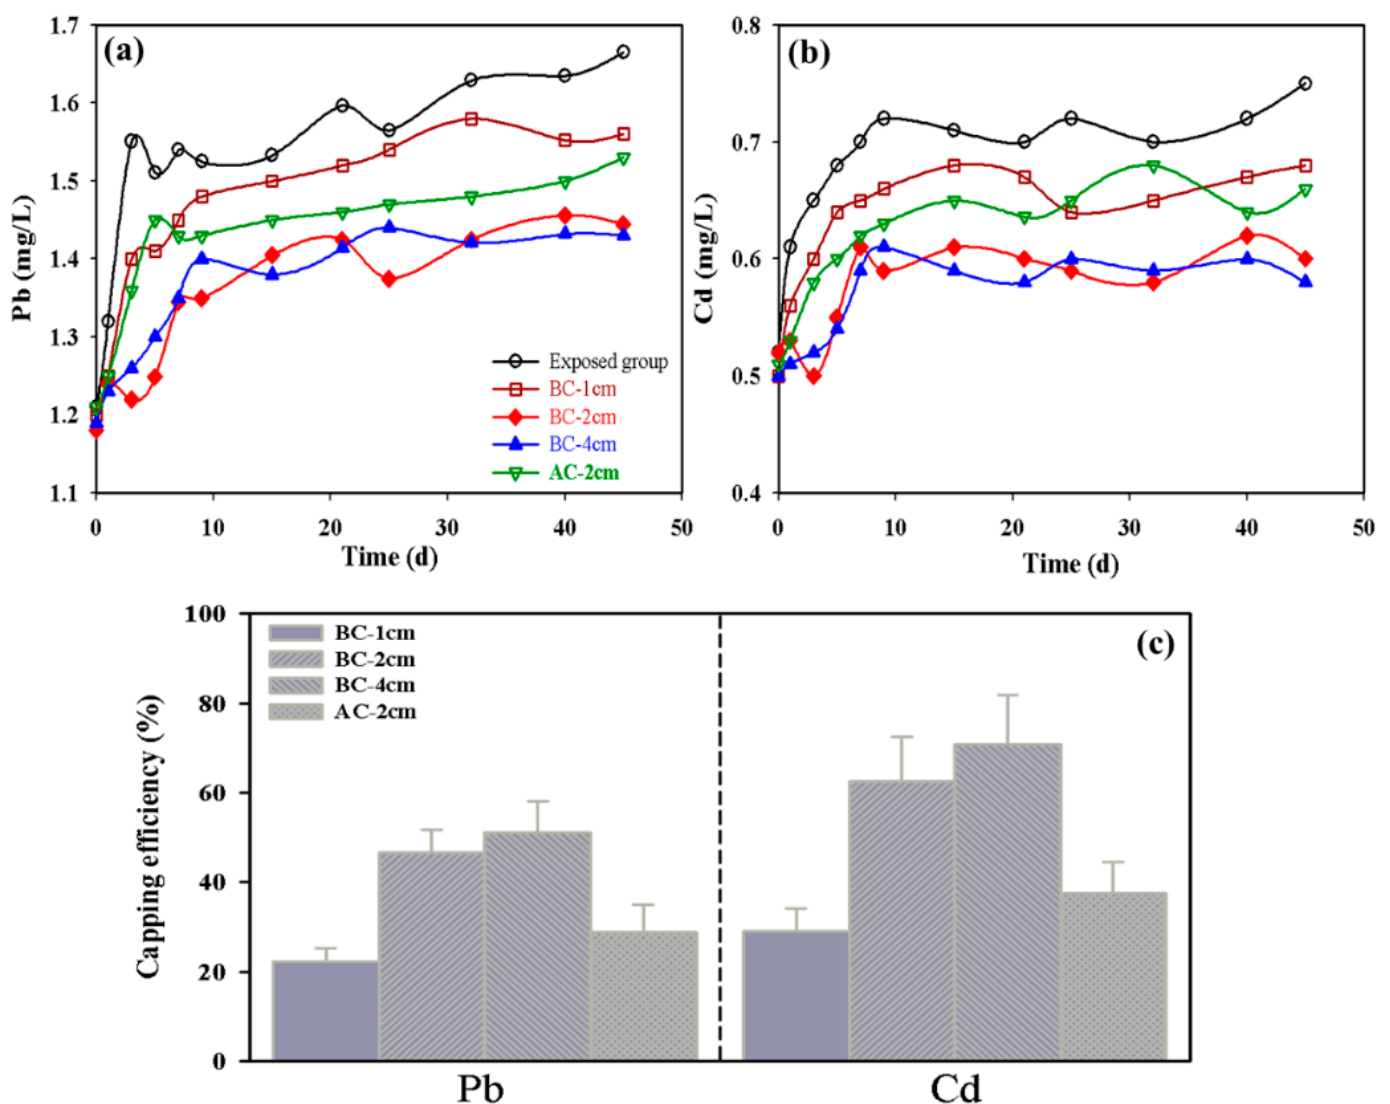 (a)
1.7
1.6
1.5
1.4
1.3
1.2
1.1
Pb (mg/L)
Exposed group
BC-1cm
BC-2cm
BC-4cm
AC-2cm
0 10 20 30 40 50
Time (d)
(b)
0.8
0.7
0.6
0.5
0.4
Cd (mg/L)
0 10 20 30 40 50
Time (d)
(c)
100
80
60
40
20
0
Capping efficiency (%)
BC-1cm
BC-2cm
BC-4cm
AC-2cm
Pb Cd